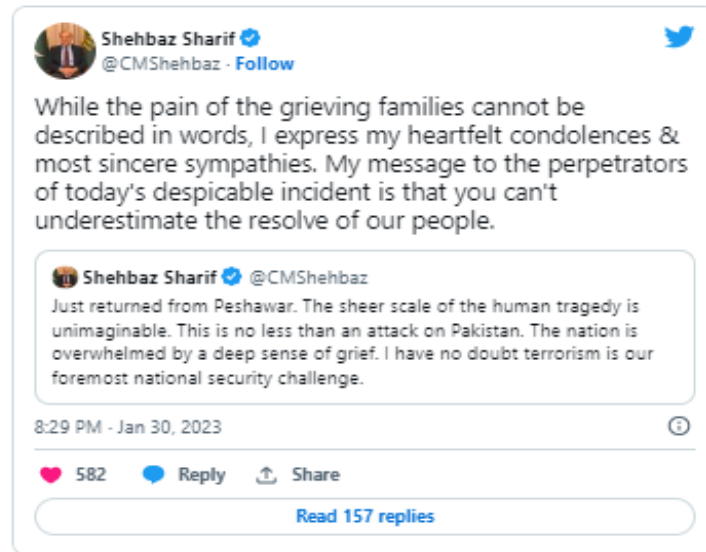 Shehbaz Sharif
@CMShehbaz · Follow
While the pain of the grieving families cannot be
described in words, I express my heartfelt condolences &
most sincere sympathies. My message to the perpetrators
of today's despicable incident is that you can't
underestimate the resolve of our people.
Shehbaz Sharif @CMShehbaz
Just returned from Peshawar. The sheer scale of the human tragedy is
unimaginable. This is no less than an attack on Pakistan. The nation is
overwhelmed by a deep sense of grief. I have no doubt terrorism is our
foremost national security challenge.
8:29 PM · Jan 30, 2023
582 Reply Share
Read 157 replies